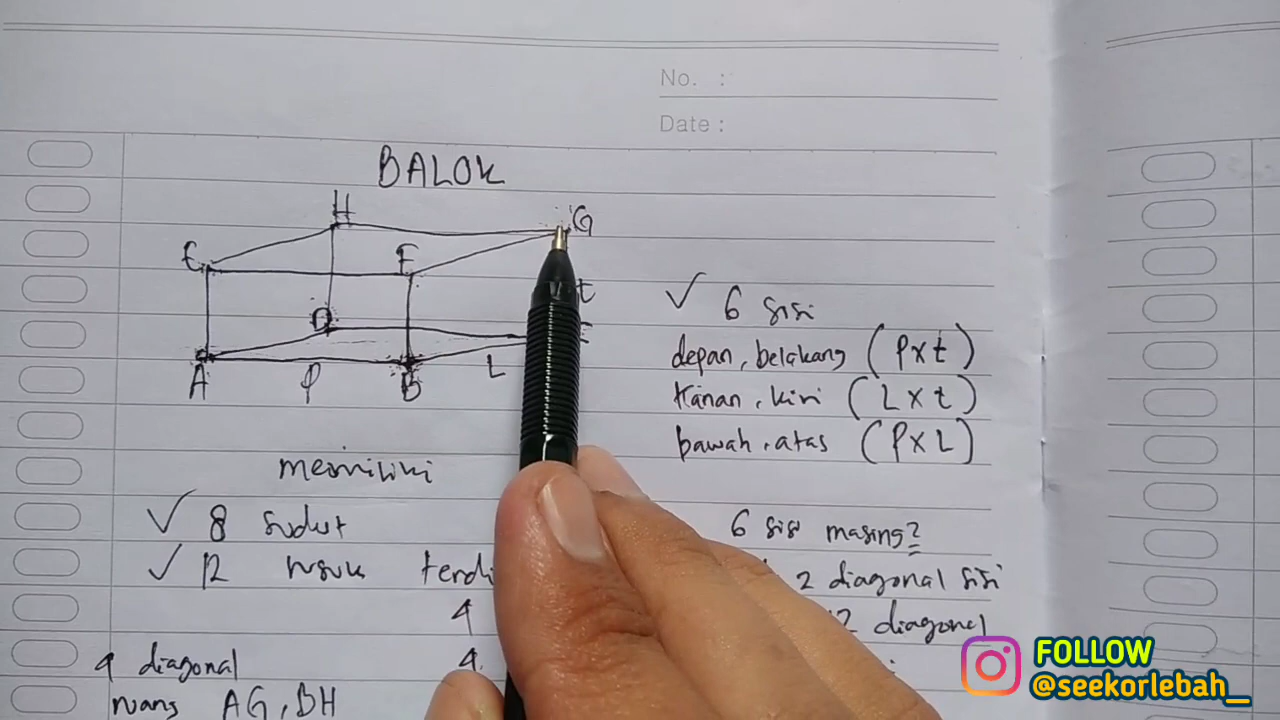 No. :
Date :
BALOK
H
G
E
F
t
D
A
P
B
L
✓ 6 sisi
depan, belakang (P x t)
Kanan, kiri (L x t)
bawah, atas (P x L)
memiliki
✓ 8 sudut
✓ 12 rusuk
4
4
4 diagonal
ruang AG, BH
6 sisi masing2
2 diagonal sisi
diagonal
FOLLOW
@seekorlebah_